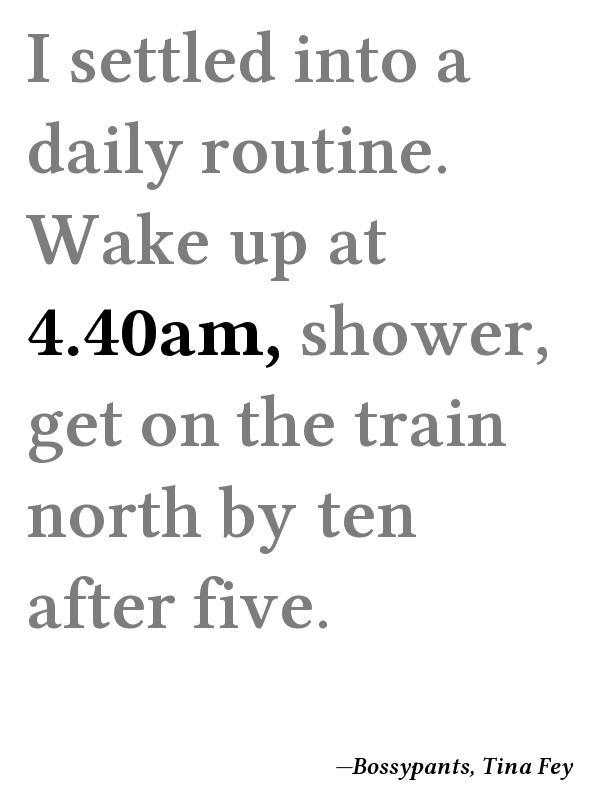 I settled into a
daily routine.
Wake up at
4.40am, shower,
get on the train
north by ten
after five.
—Bossypants, Tina Fey